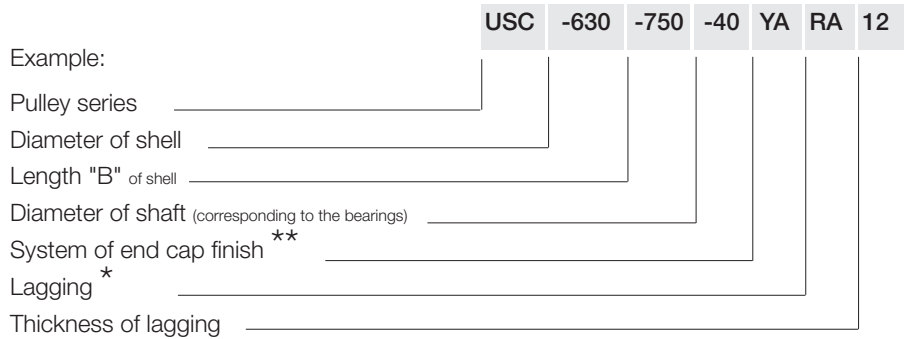 USC -630 -750 -40 YA RA 12
Example:
Pulley series
Diameter of shell
Length "B" of shell
Diameter of shaft (corresponding to the bearings)
System of end cap finish **
Lagging *
Thickness of lagging